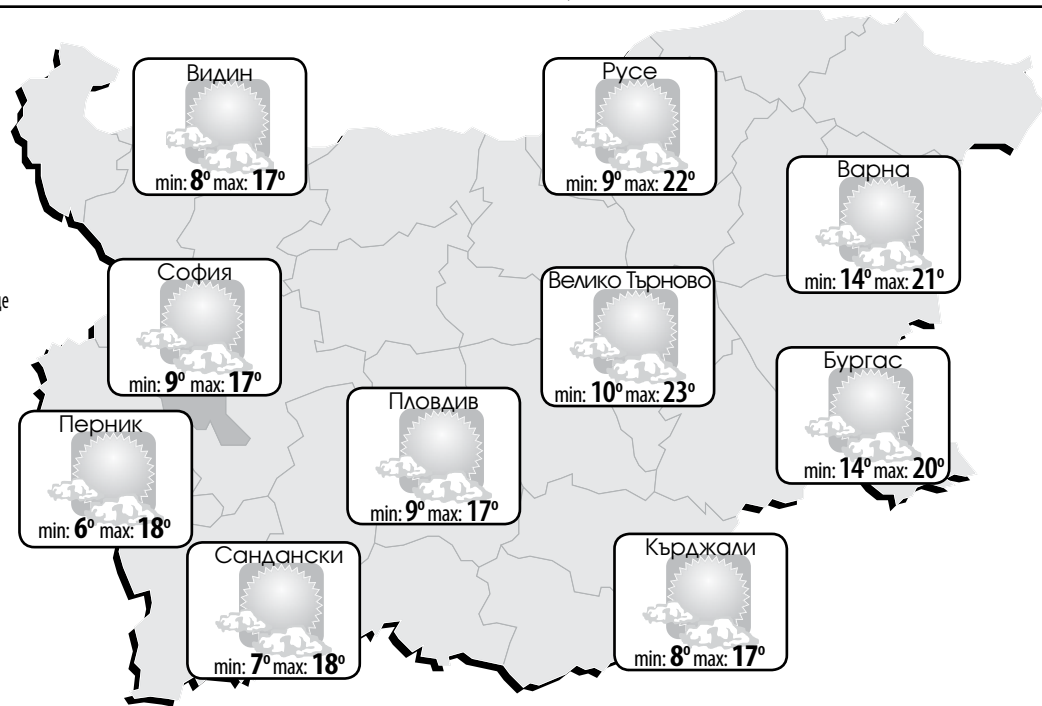 Видин
min: 8° max: 17°
Русе
min: 9° max: 22°
Варна
min: 14° max: 21°
София
min: 9° max: 17°
Велико Търново
min: 10° max: 23°
Бургас
min: 14° max: 20°
Пловдив
min: 9° max: 17°
Перник
min: 6° max: 18°
Сандански
min: 7° max: 18°
Кърджали
min: 8° max: 17°